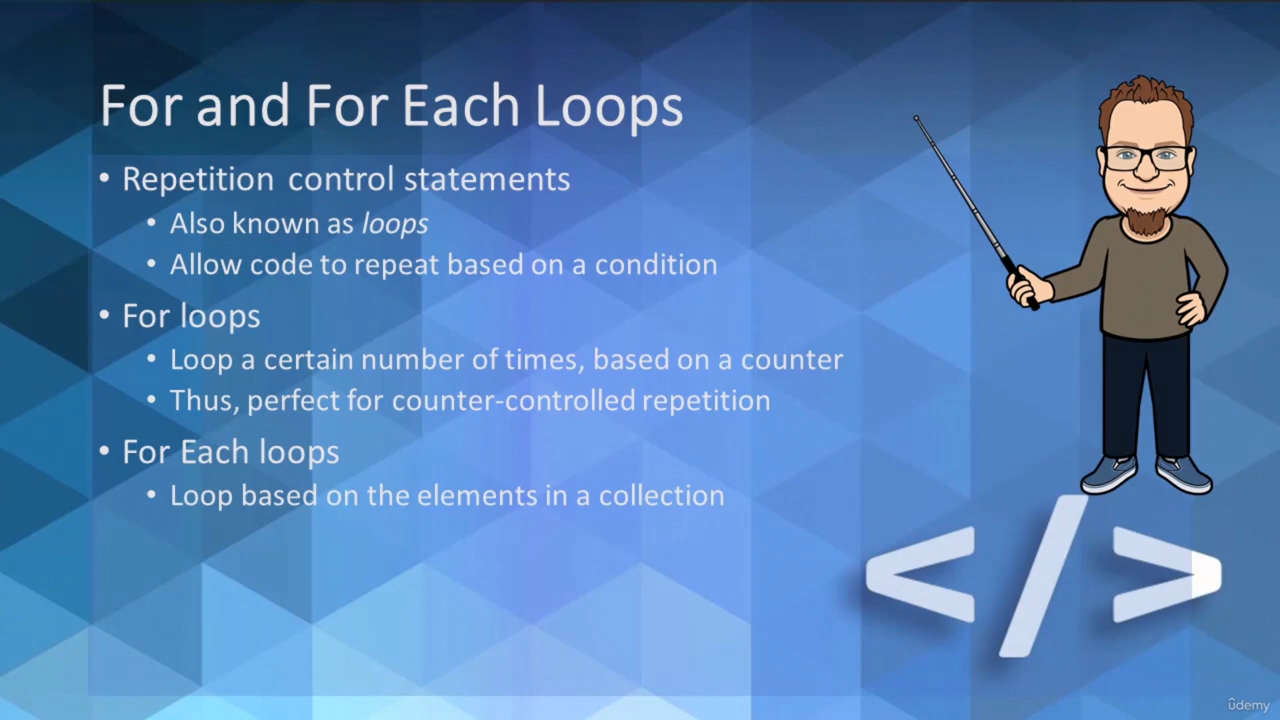 For and For Each Loops
• Repetition control statements
• Also known as loops
• Allow code to repeat based on a condition
• For loops
• Loop a certain number of times, based on a counter
• Thus, perfect for counter-controlled repetition
• For Each loops
• Loop based on the elements in a collection
</>
ûdemy